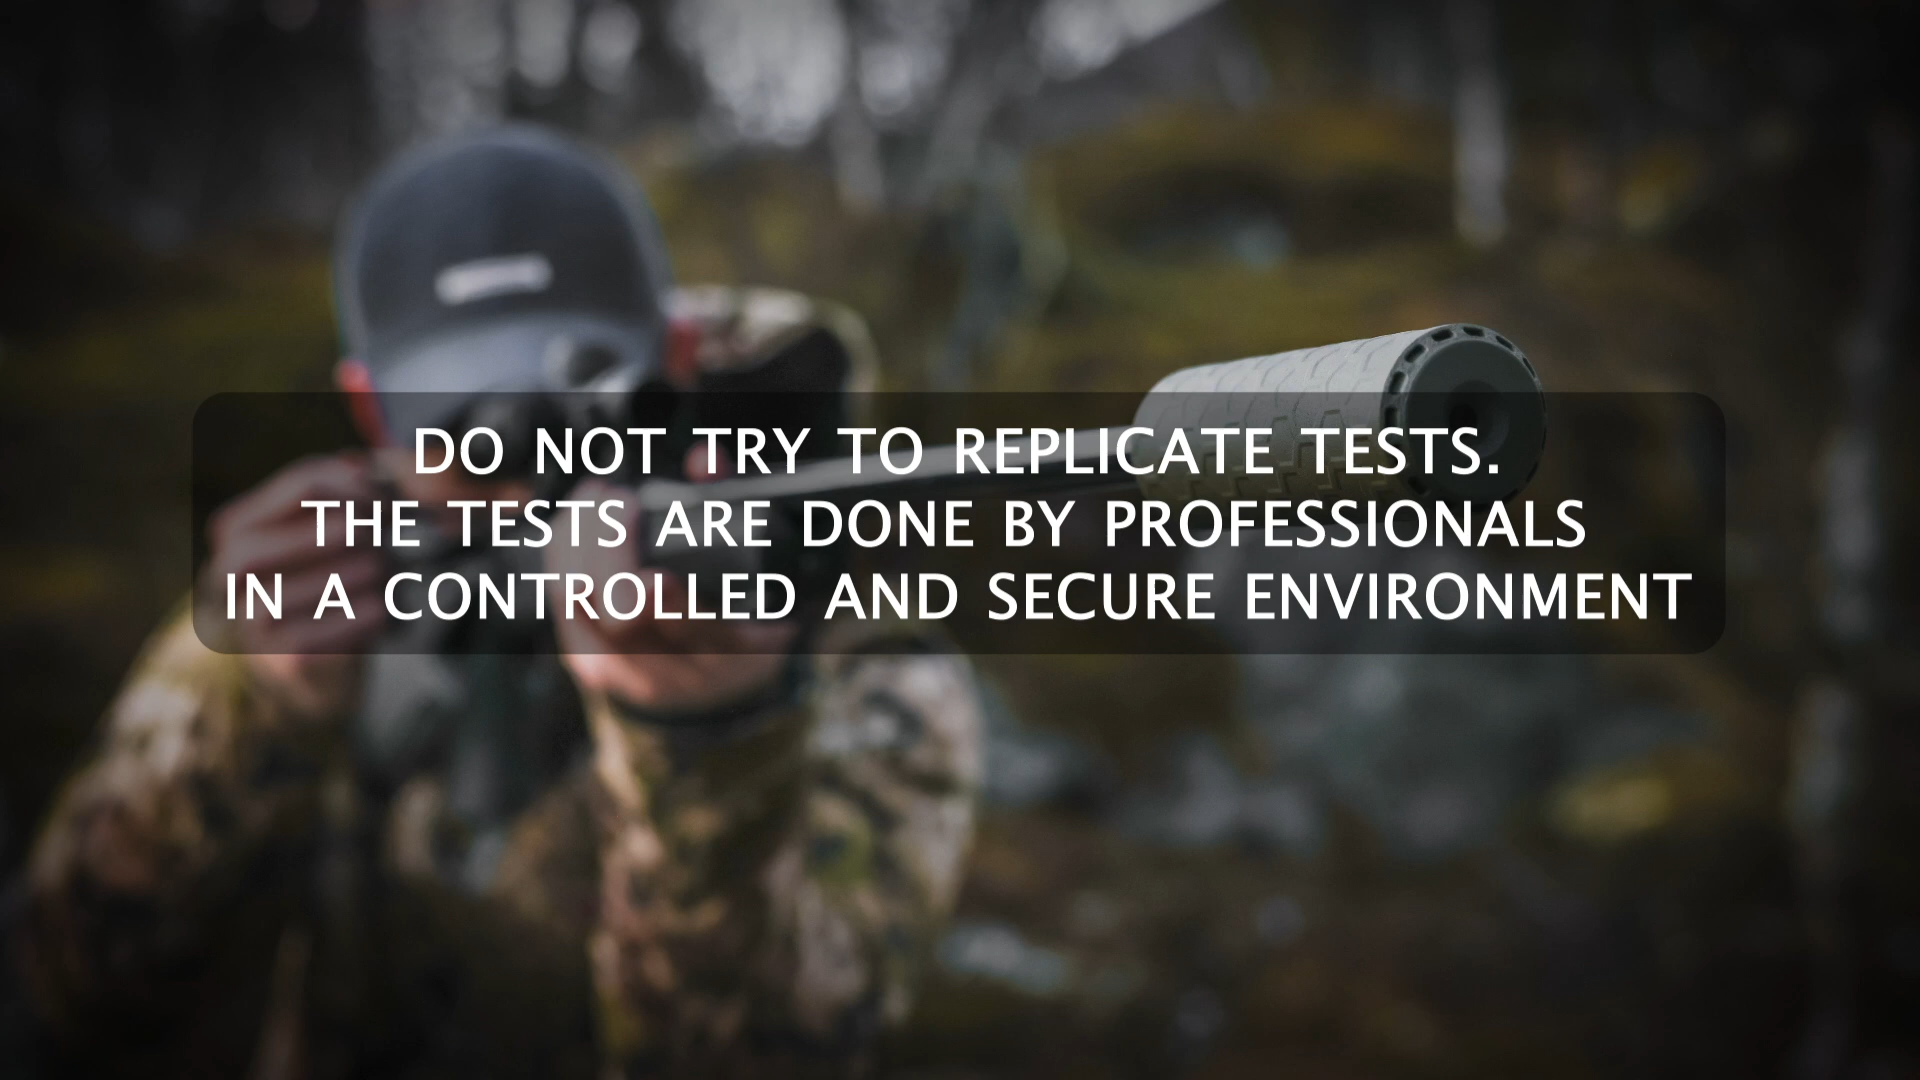 DO NOT TRY TO REPLICATE TESTS.
THE TESTS ARE DONE BY PROFESSIONALS
IN A CONTROLLED AND SECURE ENVIRONMENT